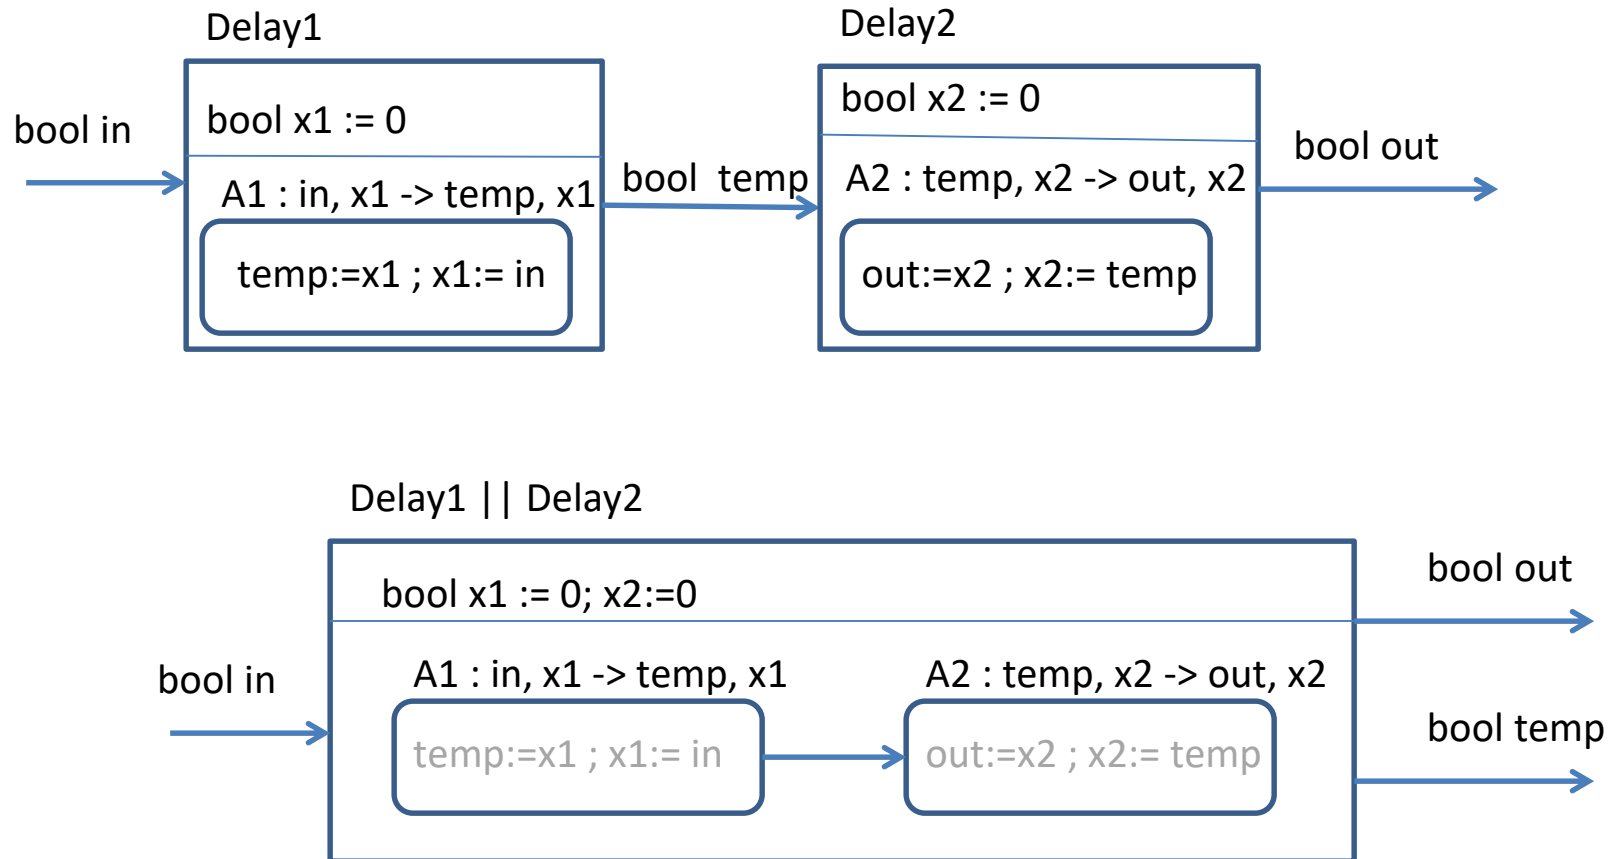 Delay1
Delay2
bool in
bool x1 := 0
bool x2 := 0
bool out
A1 : in, x1 -> temp, x1
bool  temp
A2 : temp, x2 -> out, x2
temp:=x1 ; x1:= in
out:=x2 ; x2:= temp
Delay1 || Delay2
bool out
bool x1 := 0; x2:=0
bool in
A1 : in, x1 -> temp, x1
A2 : temp, x2 -> out, x2
bool temp
temp:=x1 ; x1:= in
out:=x2 ; x2:= temp